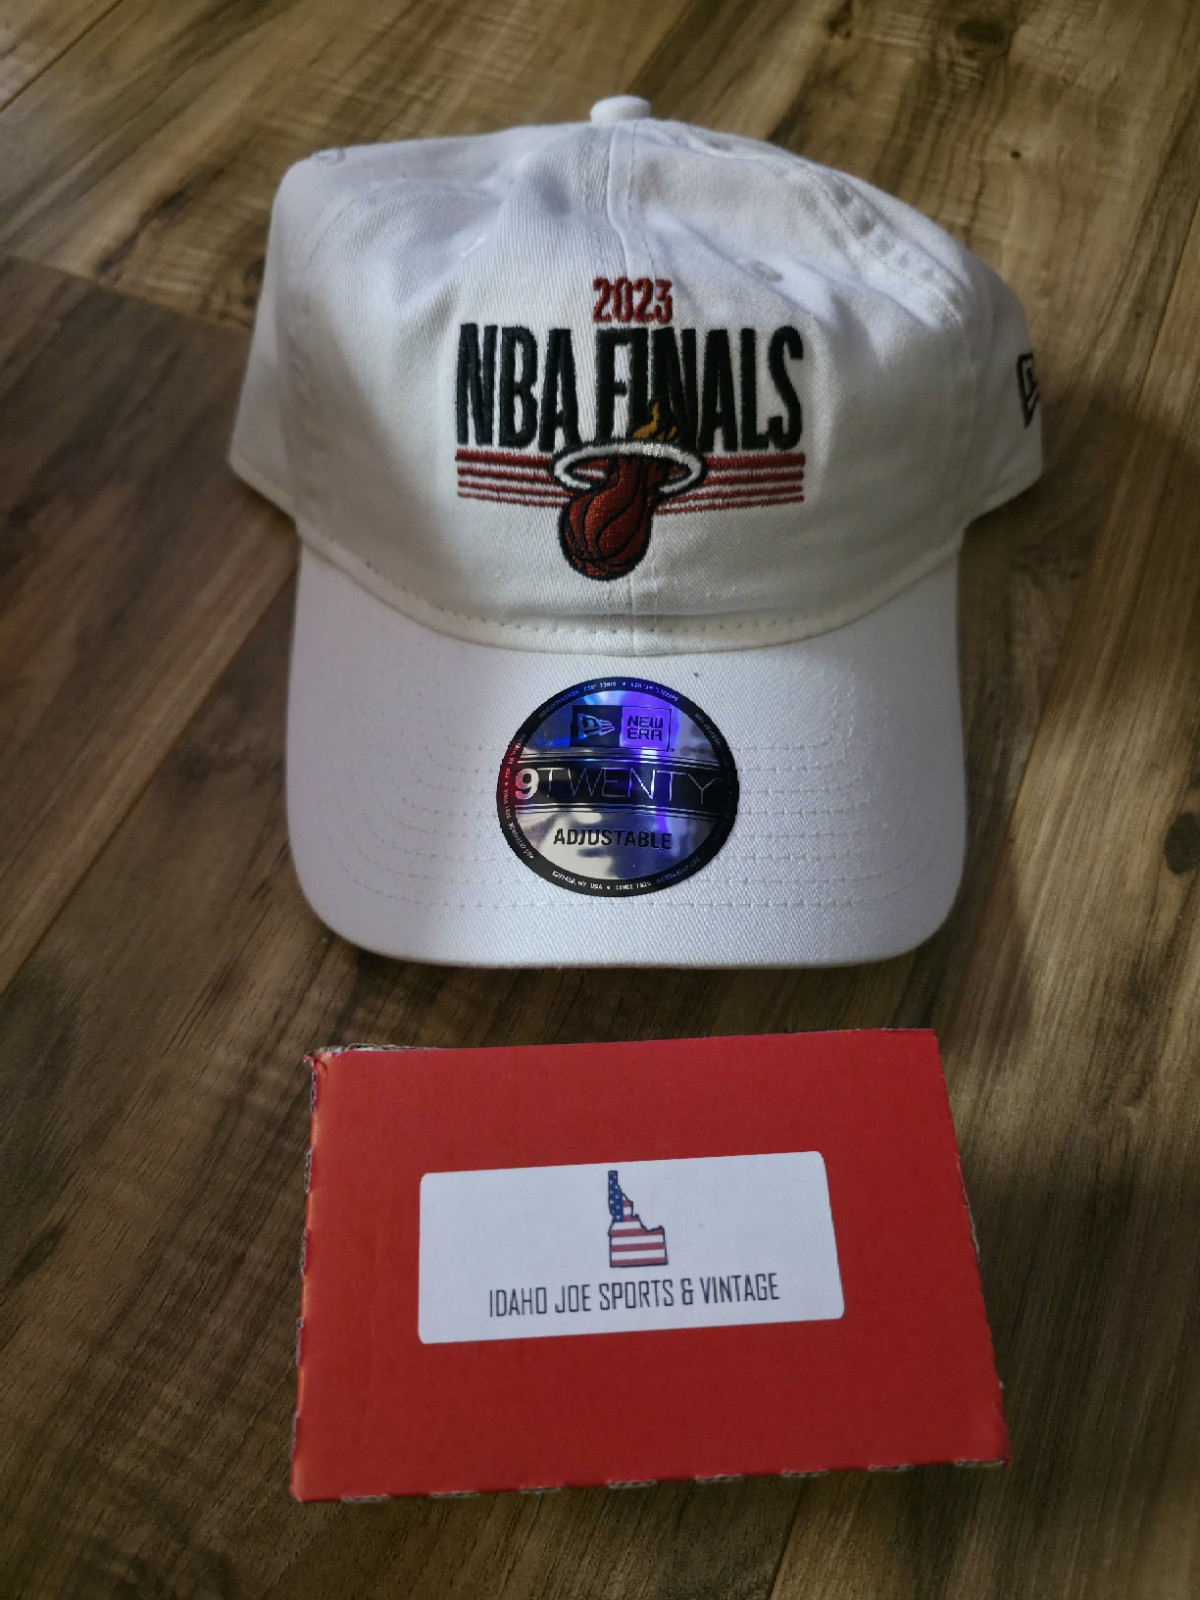 2023
NBA FINALS
NEW
ERA
9TWENTY
ADJUSTABLE
IDAHO JOE SPORTS & VINTAGE